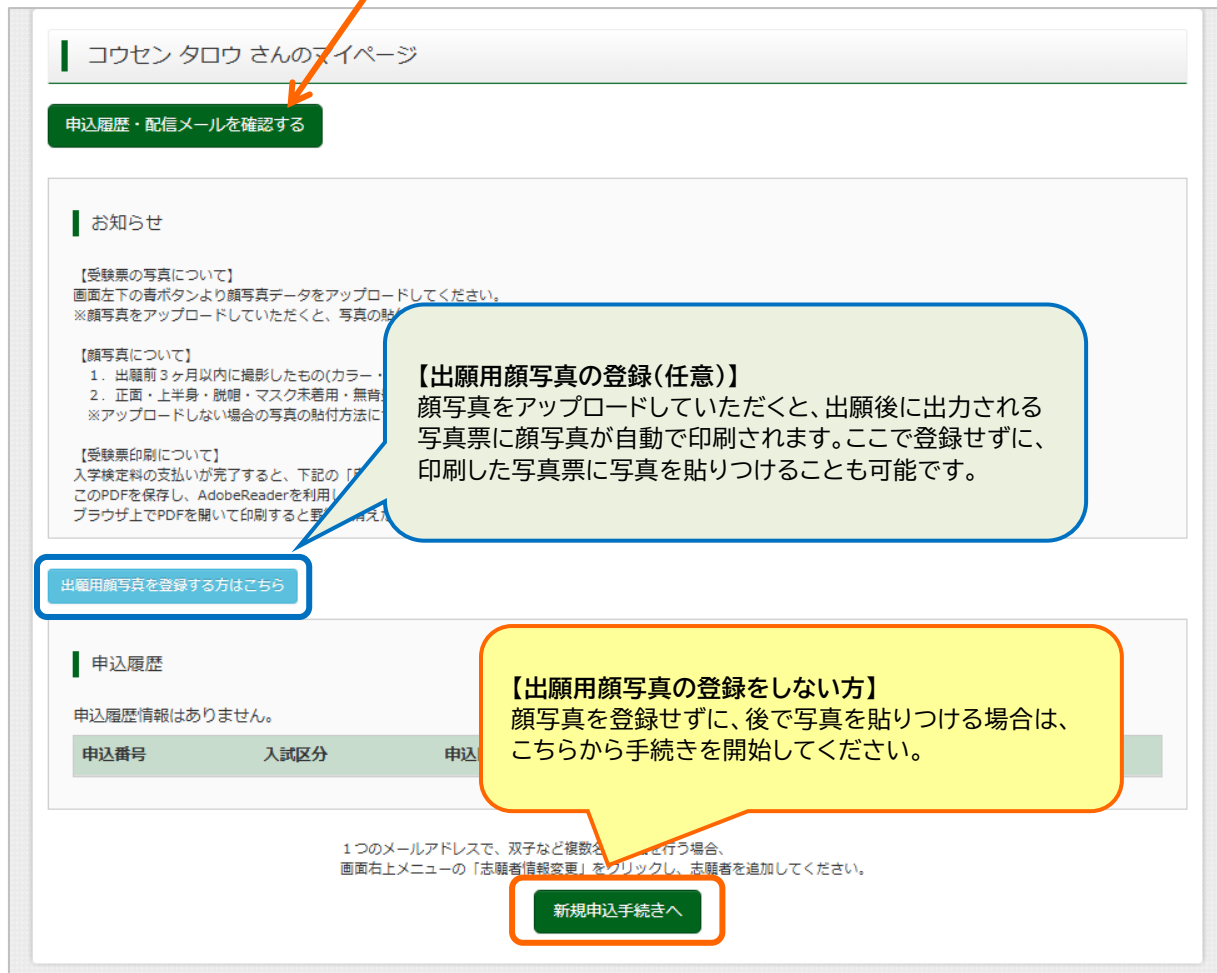 コウセン タロウ さんのマイページ
申込履歴・配信メールを確認する
お知らせ
【受験票の写真について】
画面左下の青ボタンより顔写真データをアップロードしてください。
※顔写真をアップロードしていただくと、写真の貼
【顔写真について】
1．出願前３ヶ月以内に撮影したもの(カラー・
2．正面・上半身・脱帽・マスク未着用・無背
※アップロードしない場合の写真の貼付方法に
【受験票印刷について】
入学検定料の支払いが完了すると、下記の「
このPDFを保存し、AdobeReaderを利用し
ブラウザ上でPDFを開いて印刷すると罫
【出願用顔写真の登録（任意）】
顔写真をアップロードしていただくと、出願後に出力される
写真票に顔写真が自動で印刷されます。ここで登録せずに、
印刷した写真票に写真を貼りつけることも可能です。
出願用顔写真を登録する方はこちら
申込履歴
申込履歴情報はありません。
申込番号 入試区分 申込
【出願用顔写真の登録をしない方】
顔写真を登録せずに、後で写真を貼りつける場合は、
こちらから手続きを開始してください。
１つのメールアドレスで、双子など複数名 を行う場合、
画面右上メニューの「志願者情報変更」をクリックし、志願者を追加してください。
新規申込手続きへ